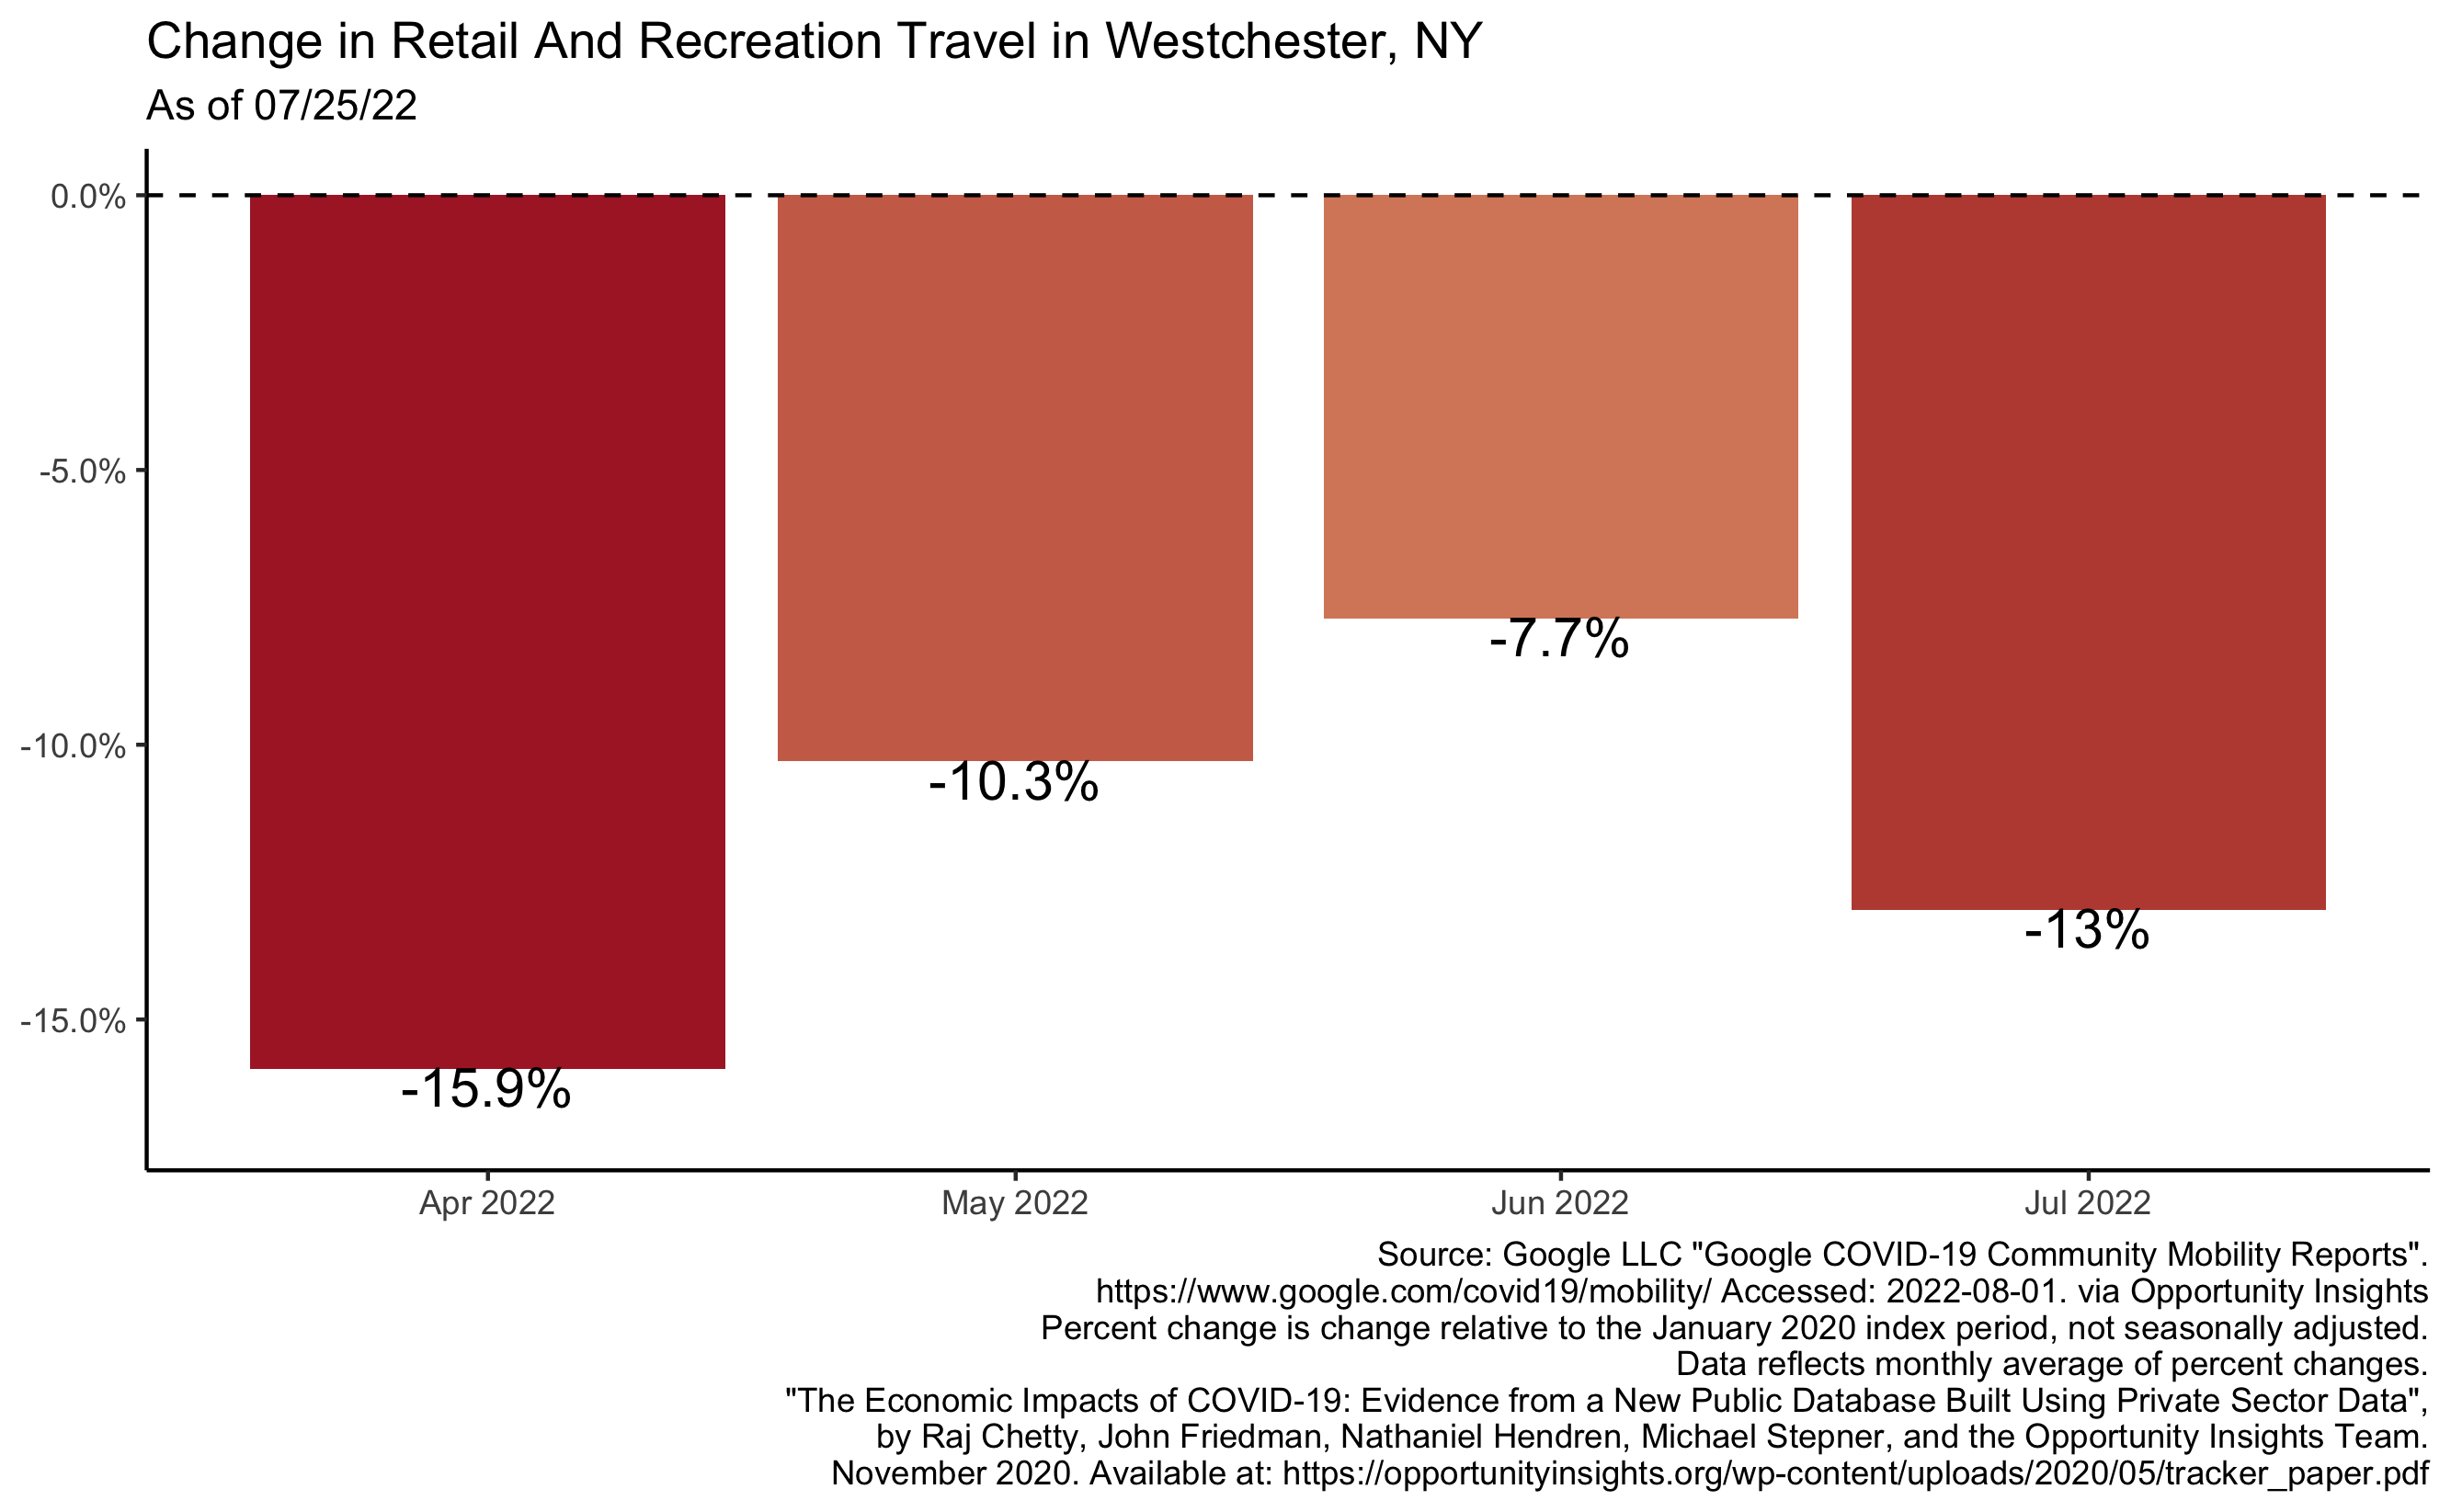 Change in Retail And Recreation Travel in Westchester, NY
As of 07/25/22
0.0%
-5.0%
-10.0%
-15.0%
-15.9%
-10.3%
-7.7%
-13%
Apr 2022
May 2022
Jun 2022
Jul 2022
Source: Google LLC "Google COVID-19 Community Mobility Reports".
https://www.google.com/covid19/mobility/ Accessed: 2022-08-01. via Opportunity Insights
Percent change is change relative to the January 2020 index period, not seasonally adjusted.
Data reflects monthly average of percent changes.
"The Economic Impacts of COVID-19: Evidence from a New Public Database Built Using Private Sector Data",
by Raj Chetty, John Friedman, Nathaniel Hendren, Michael Stepner, and the Opportunity Insights Team.
November 2020. Available at: https://opportunityinsights.org/wp-content/uploads/2020/05/tracker_paper.pdf